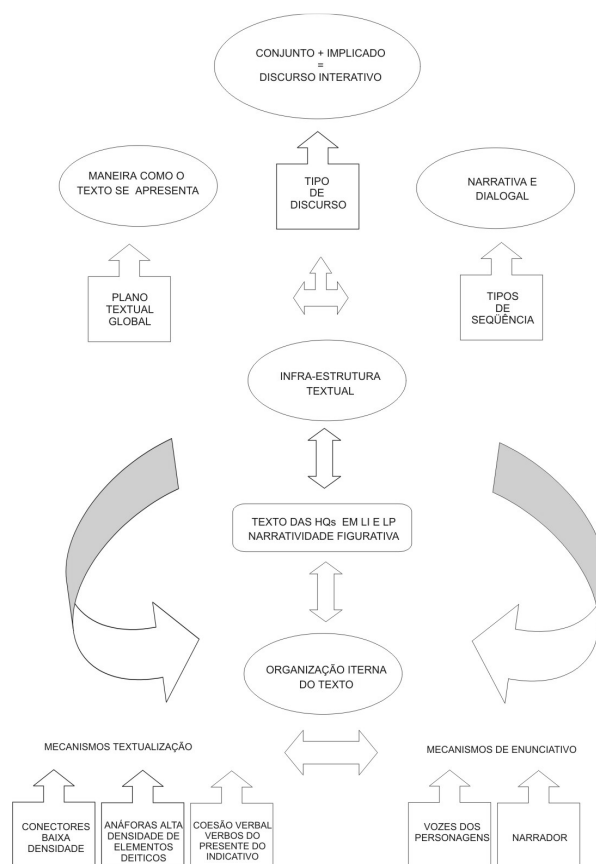 CONJUNTO + IMPLICADO
=
DISCURSO INTERATIVO
MANEIRA COMO O
TEXTO SE APRESENTA
TIPO
DE
DISCURSO
NARRATIVA E
DIALOGAL
PLANO
TEXTUAL
GLOBAL
TIPOS
DE
SEQÜÊNCIA
INFRA-ESTRUTURA
TEXTUAL
TEXTO DAS HQs EM LI E LP
NARRATIVIDADE FIGURATIVA
ORGANIZAÇÃO ITERNA
DO TEXTO
MECANISMOS TEXTUALIZAÇÃO
MECANISMOS DE ENUNCIATIVO
CONECTORES
BAIXA
DENSIDADE
ANÁFORAS ALTA
DENSIDADE DE
ELEMENTOS
DEITICOS
COESÃO VERBAL
VERBOS DO
PRESENTE DO
INDICATIVO
VOZES DOS
PERSONAGENS
NARRADOR